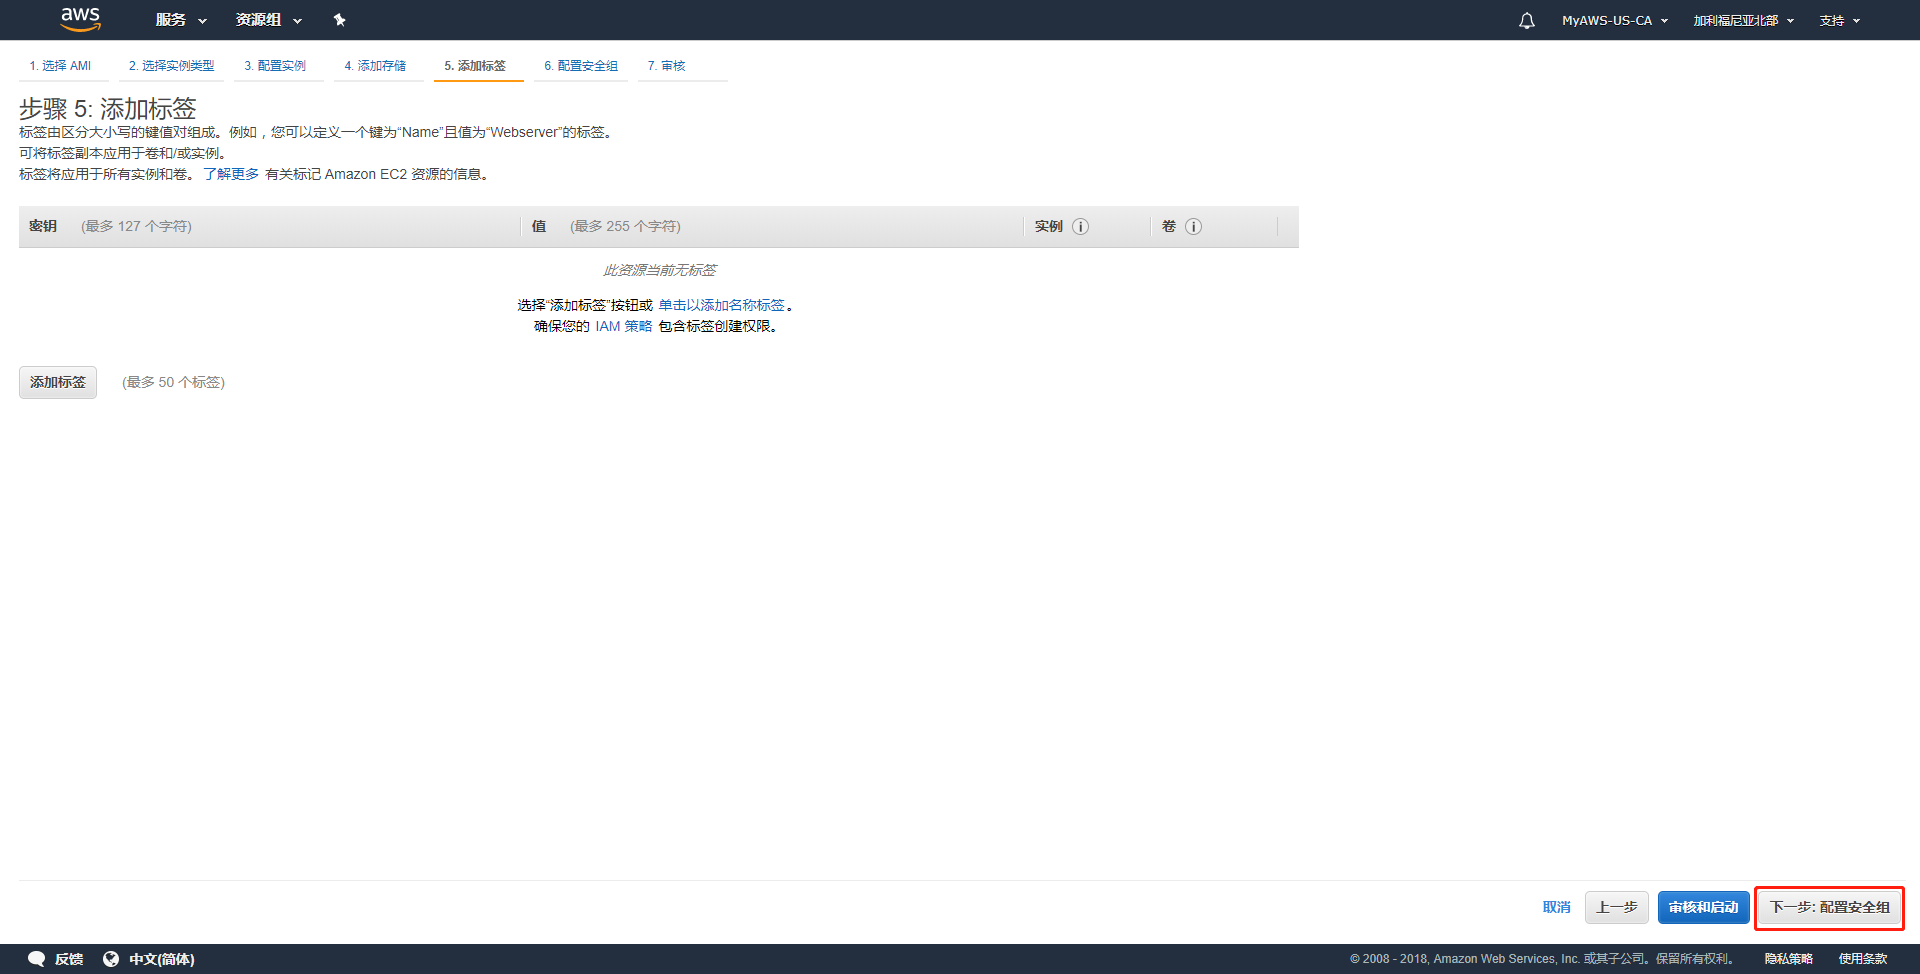 aws 服务 资源组 MyAWS-US-CA 加利福尼亚北部 支持
1. 选择 AMI 2. 选择实例类型 3. 配置实例 4. 添加存储 5. 添加标签 6. 配置安全组 7. 审核
步骤 5: 添加标签
标签由区分大小写的键值对组成。例如，您可以定义一个键为“Name”且值为“Webserver”的标签。
可将标签副本应用于卷和/或实例。
标签将应用于所有实例和卷。 了解更多 有关标记 Amazon EC2 资源的信息。
密钥 (最多 127 个字符) 值 (最多 255 个字符) 实例 i 卷 i
此资源当前无标签
选择“添加标签”按钮或 单击以添加名称标签。
确保您的 IAM 策略 包含标签创建权限。
添加标签 (最多 50 个标签)
取消 上一步 审核和启动 下一步: 配置安全组
反馈 中文(简体) © 2008 - 2018, Amazon Web Services, Inc. 或其子公司。保留所有权利。 隐私策略 使用条款